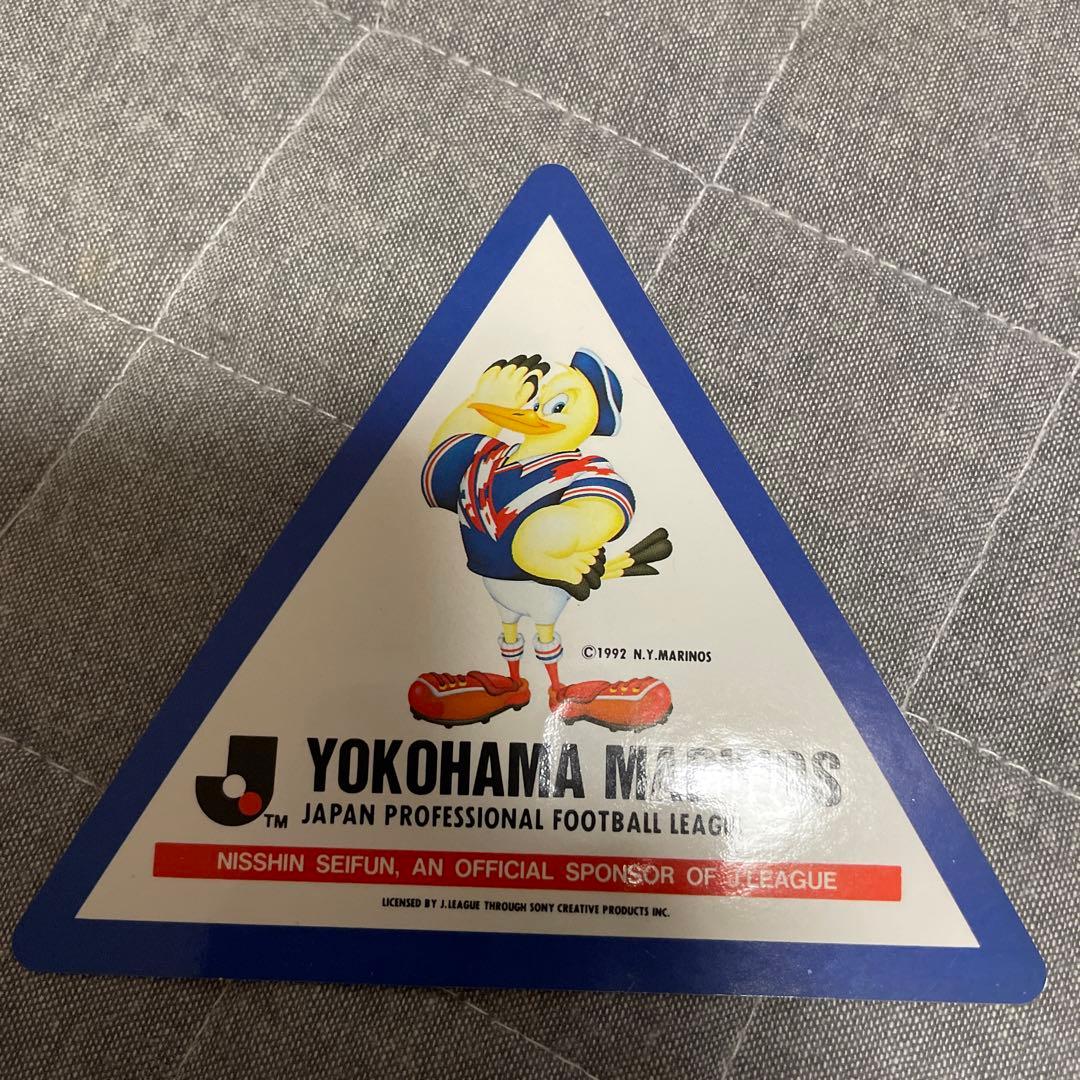 ©1992 N.Y.MARINOS
J
YOKOHAMA MARINOS
TM
JAPAN PROFESSIONAL FOOTBALL LEAGUE
NISSHIN SEIFUN, AN OFFICIAL SPONSOR OF J.LEAGUE
LICENSED BY J.LEAGUE THROUGH SONY CREATIVE PRODUCTS INC.